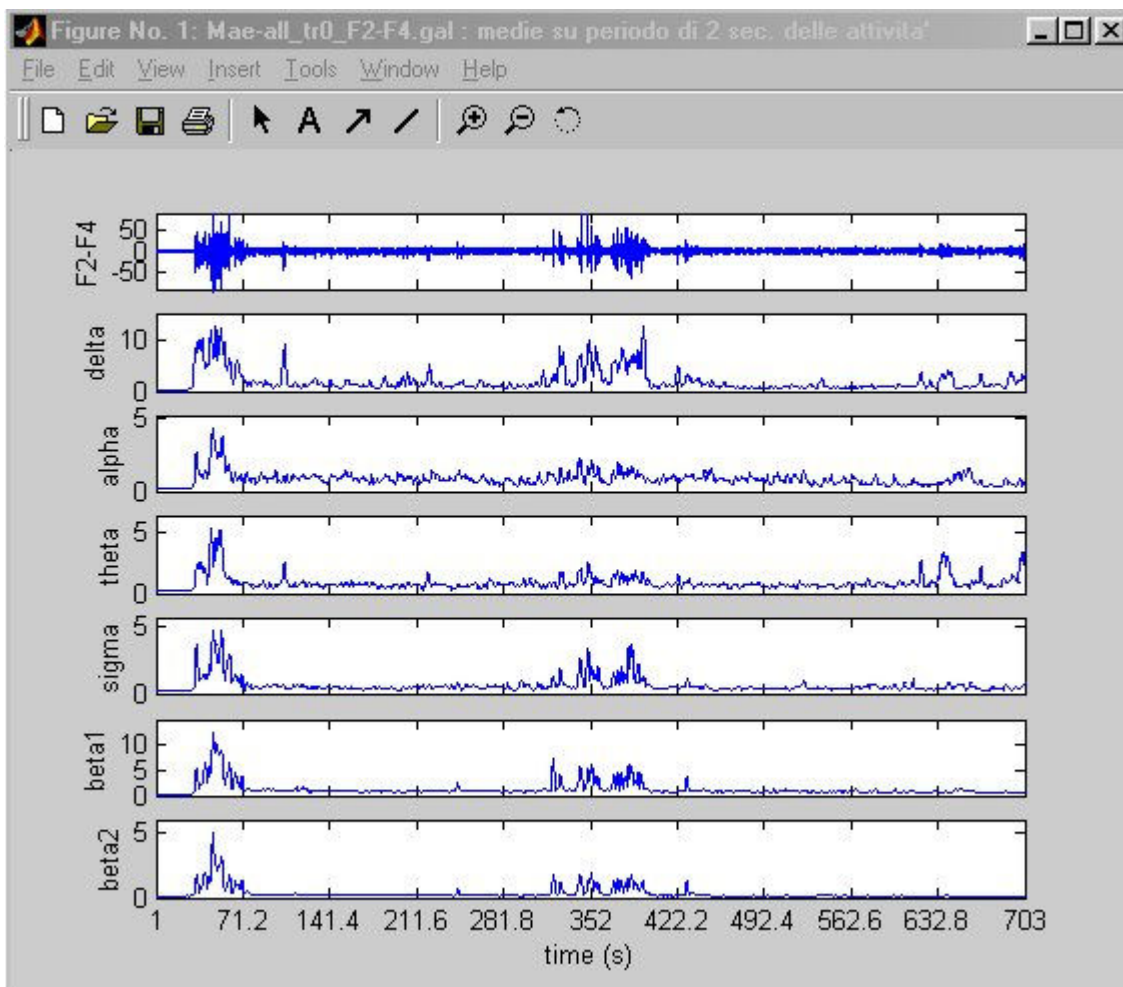 Figure No. 1: Mae-all_tr0_F2-F4.gal : medie su periodo di 2 sec. delle attivita'
File Edit View Insert Tools Window Help
A
F2-F4
50
0
-50
delta
10
0
alpha
5
0
theta
5
0
sigma
5
0
beta1
10
5
0
beta2
5
0
1 71.2 141.4 211.6 281.8 352 422.2 492.4 562.6 632.8 703
time (s)